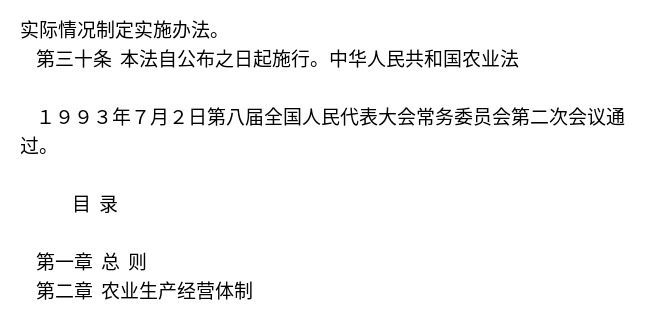 实际情况制定实施办法。
第三十条 本法自公布之日起施行。中华人民共和国农业法
１９９３年７月２日第八届全国人民代表大会常务委员会第二次会议通
过。
目 录
第一章 总 则
第二章 农业生产经营体制